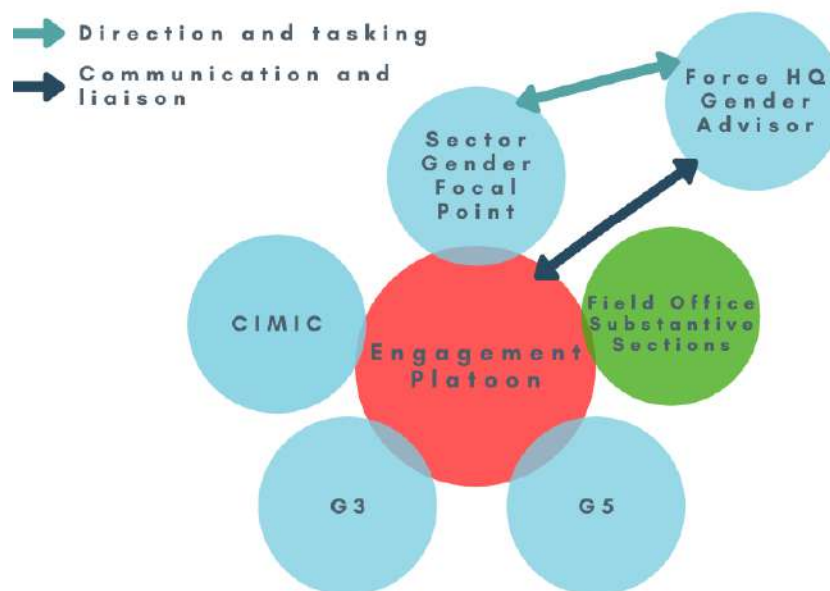 Direction and tasking
Communication and
liaison
Force HQ
Gender
Advisor
Sector
Gender
Focal
Point
CIMIC
Field Office
Substantive
Sections
Engagement
Platoon
G3
G5